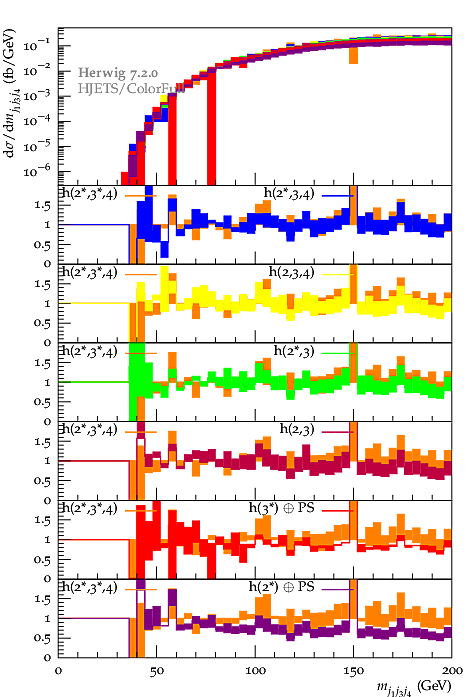 dσ/dm_{j₁j₃j₄} (fb/GeV)
10⁻¹
10⁻²
10⁻³
10⁻⁴
10⁻⁵
10⁻⁶
Herwig 7.2.0
HJETS/ColorFull
h(2*,3*,4) h(2*,3,4)
1.5
1
0.5
0
h(2*,3*,4) h(2,3,4)
1.5
1
0.5
0
h(2*,3*,4) h(2*,3)
1.5
1
0.5
0
h(2*,3*,4) h(2,3)
1.5
1
0.5
0
h(2*,3*,4) h(3*) ⊕ PS
1.5
1
0.5
0
h(2*,3*,4) h(2*) ⊕ PS
1.5
1
0.5
0
0 50 100 150 200
m_{j₁j₃j₄} (GeV)